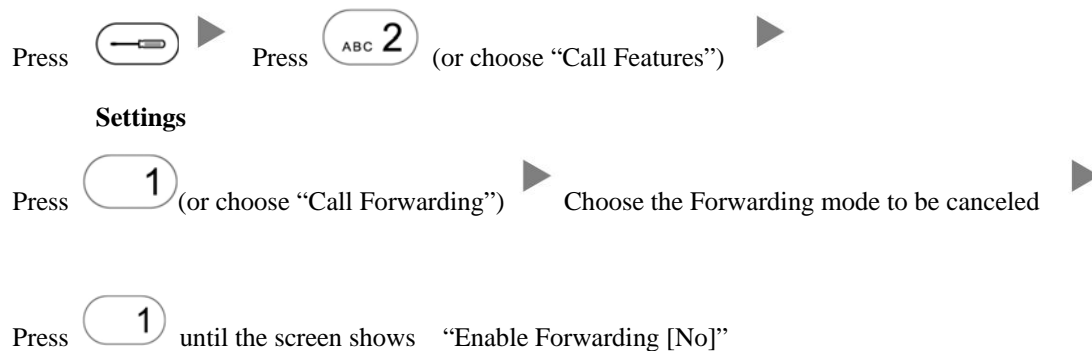 Press Press ABC 2 (or choose “Call Features”)
Settings
Press 1 (or choose “Call Forwarding”) Choose the Forwarding mode to be canceled
Press 1 until the screen shows “Enable Forwarding [No]”